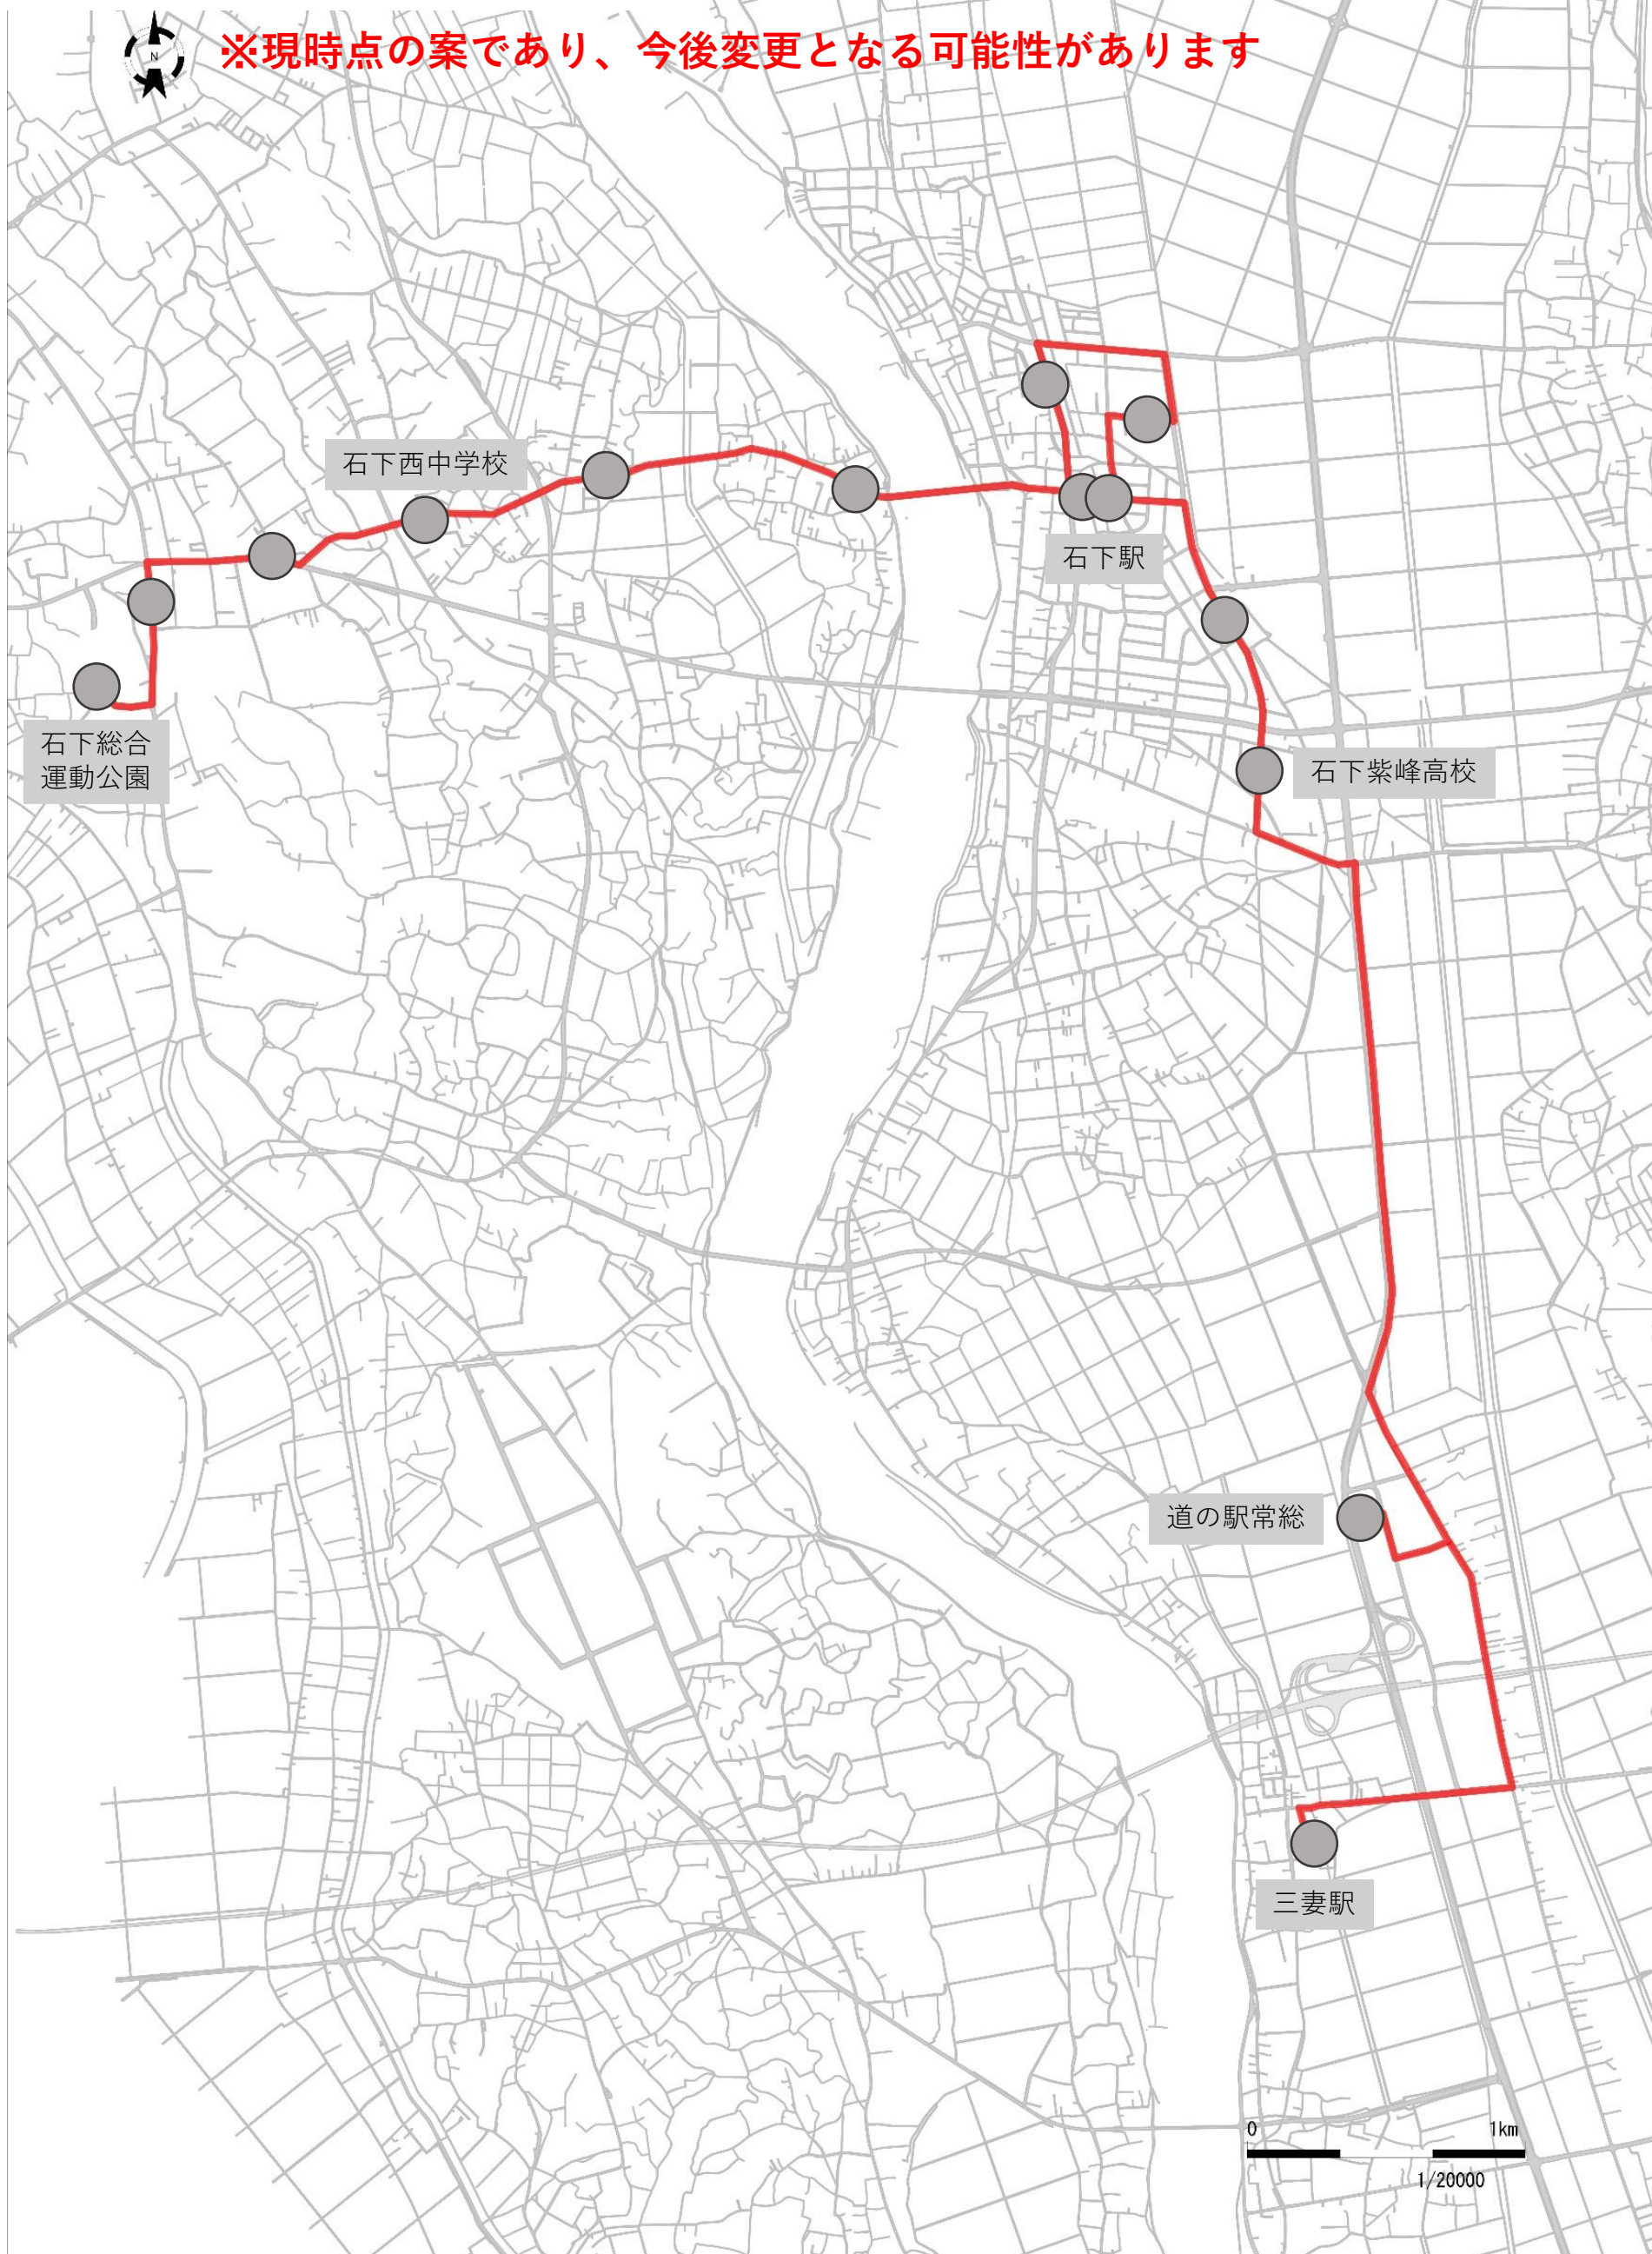 N
※現時点の案であり、今後変更となる可能性があります
石下西中学校
石下駅
石下総合
運動公園
石下紫峰高校
道の駅常総
三妻駅
0 1km
1/20000